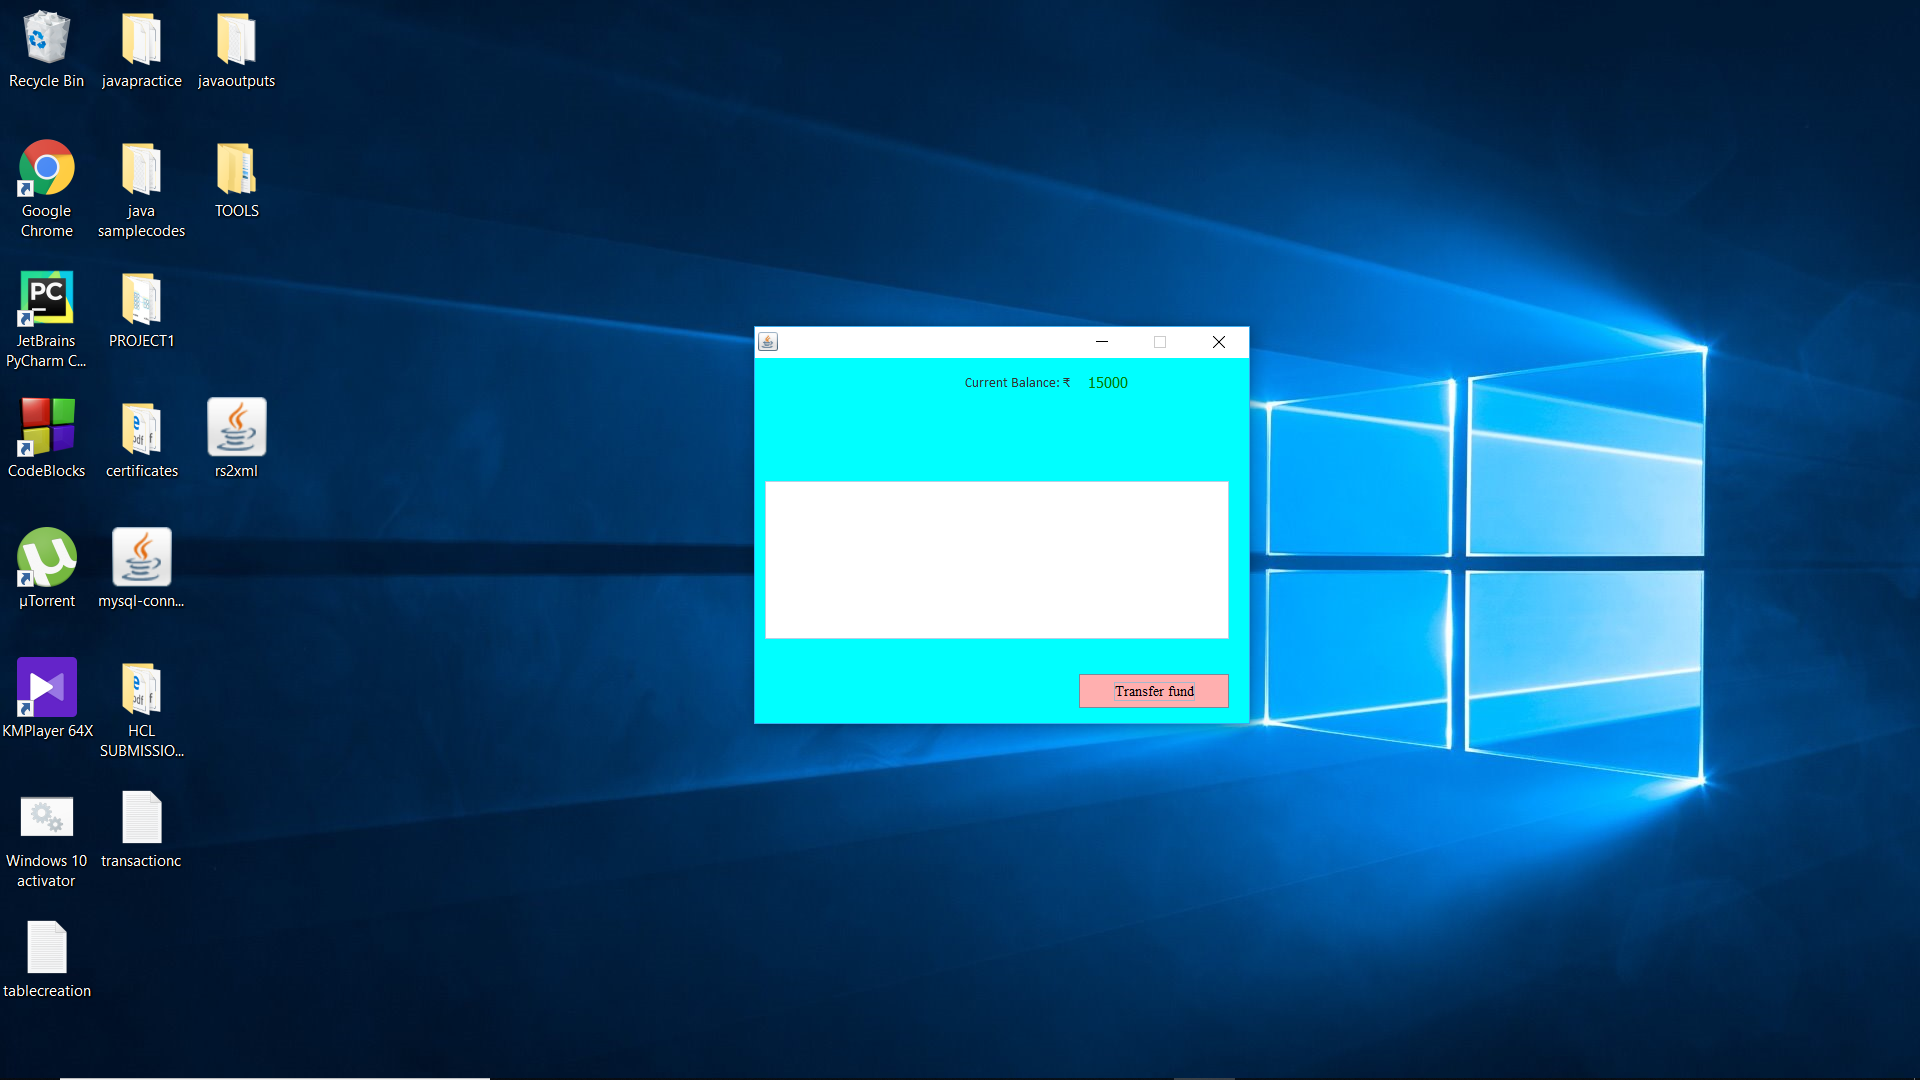 Recycle Bin
javapractice
javaoutputs
Google
Chrome
java
samplecodes
TOOLS
PC
JetBrains
PyCharm C...
PROJECT1
CodeBlocks
certificates
rs2xml
µTorrent
mysql-conn...
KMPlayer 64X
HCL
SUBMISSIO...
Windows 10
activator
transactionc
tablecreation
Current Balance: ₹ 15000
Transfer fund